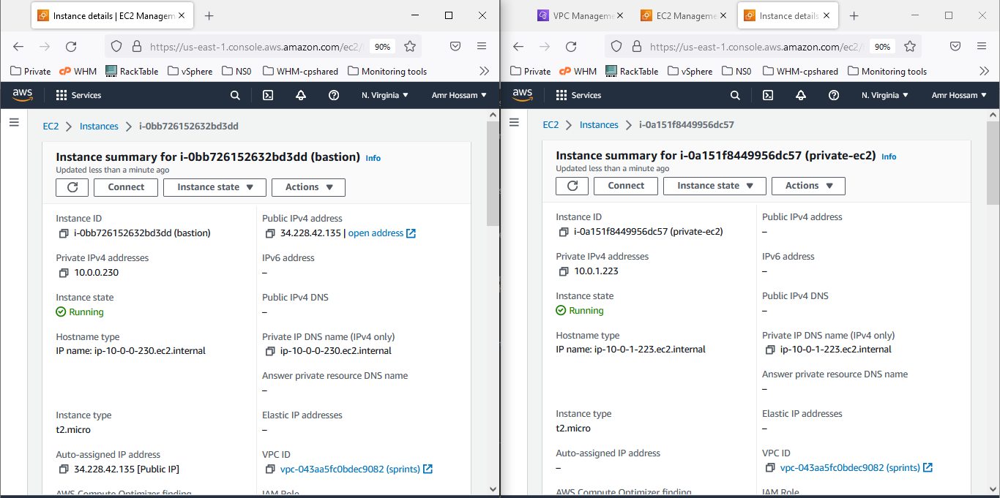 Instance details | EC2 Managem
https://us-east-1.console.aws.amazon.com/ec2/
90%
Private
WHM
RackTable
vSphere
NS0
WHM-cpshared
Monitoring tools
aws
Services
N. Virginia
Amr Hossam
EC2
Instances
i-0bb726152632bd3dd
Instance summary for i-0bb726152632bd3dd (bastion) Info
Updated less than a minute ago
Connect
Instance state
Actions
Instance ID
i-0bb726152632bd3dd (bastion)
Public IPv4 address
34.228.42.135 | open address
Private IPv4 addresses
10.0.0.230
IPv6 address
–
Instance state
Running
Public IPv4 DNS
–
Hostname type
IP name: ip-10-0-0-230.ec2.internal
Private IP DNS name (IPv4 only)
ip-10-0-0-230.ec2.internal
Answer private resource DNS name
–
Instance type
t2.micro
Elastic IP addresses
–
Auto-assigned IP address
34.228.42.135 [Public IP]
VPC ID
vpc-043aa5fc0bdec9082 (sprints)
AWS Compute Optimizer finding
IAM Role
VPC Manageme
EC2 Manageme
Instance details
https://us-east-1.console.aws.amazon.com/ec2/
90%
Private
WHM
RackTable
vSphere
NS0
WHM-cpshared
Monitoring tools
aws
Services
N. Virginia
Amr Hossam
EC2
Instances
i-0a151f8449956dc57
Instance summary for i-0a151f8449956dc57 (private-ec2) Info
Updated less than a minute ago
Connect
Instance state
Actions
Instance ID
i-0a151f8449956dc57 (private-ec2)
Public IPv4 address
–
Private IPv4 addresses
10.0.1.223
IPv6 address
–
Instance state
Running
Public IPv4 DNS
–
Hostname type
IP name: ip-10-0-1-223.ec2.internal
Private IP DNS name (IPv4 only)
ip-10-0-1-223.ec2.internal
Answer private resource DNS name
–
Instance type
t2.micro
Elastic IP addresses
–
Auto-assigned IP address
–
VPC ID
vpc-043aa5fc0bdec9082 (sprints)
AWS Compute Optimizer finding
IAM Role